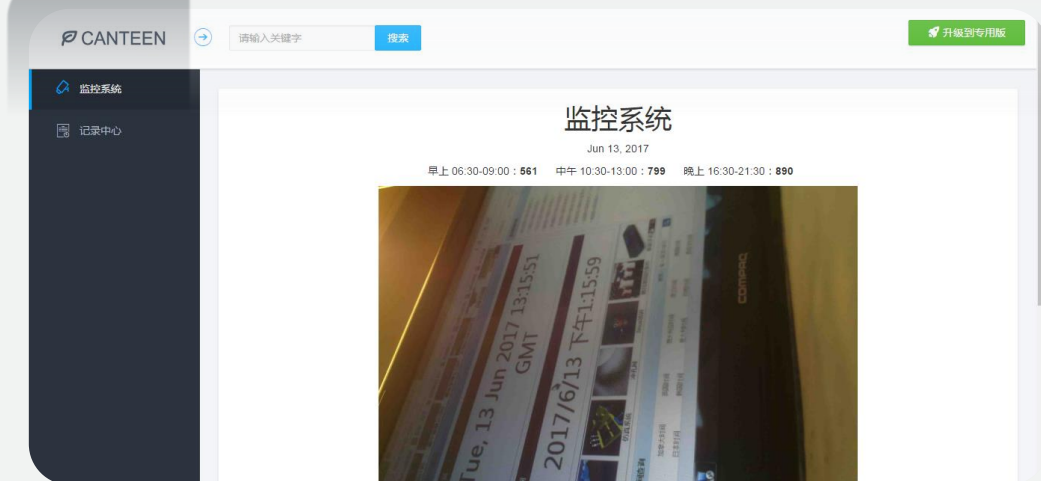 CANTEEN
请输入关键字
搜索
升级到专用版
监控系统
记录中心
监控系统
Jun 13, 2017
早上 06:30-09:00：561 中午 10:30-13:00：799 晚上 16:30-21:30：890
Tue, 13 Jun 2017 13:15:51
GMT
2017/6/13 下午1:15:59
COMPAQ